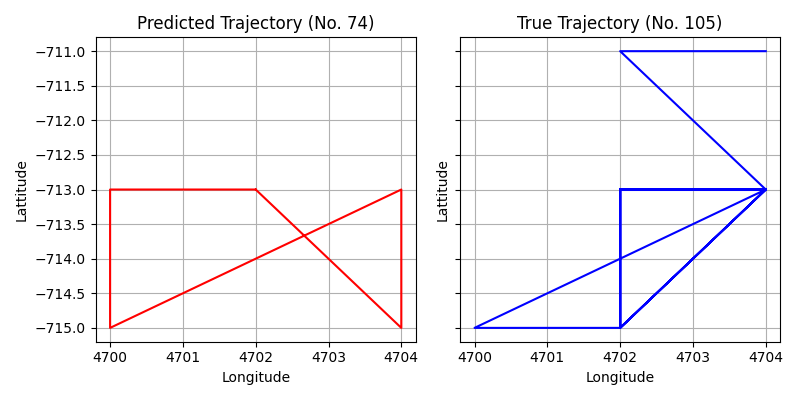 Predicted Trajectory (No. 74)
True Trajectory (No. 105)
Lattitude
−711.0
−711.5
−712.0
−712.5
−713.0
−713.5
−714.0
−714.5
−715.0
4700 4701 4702 4703 4704
Longitude
Lattitude
4700 4701 4702 4703 4704
Longitude